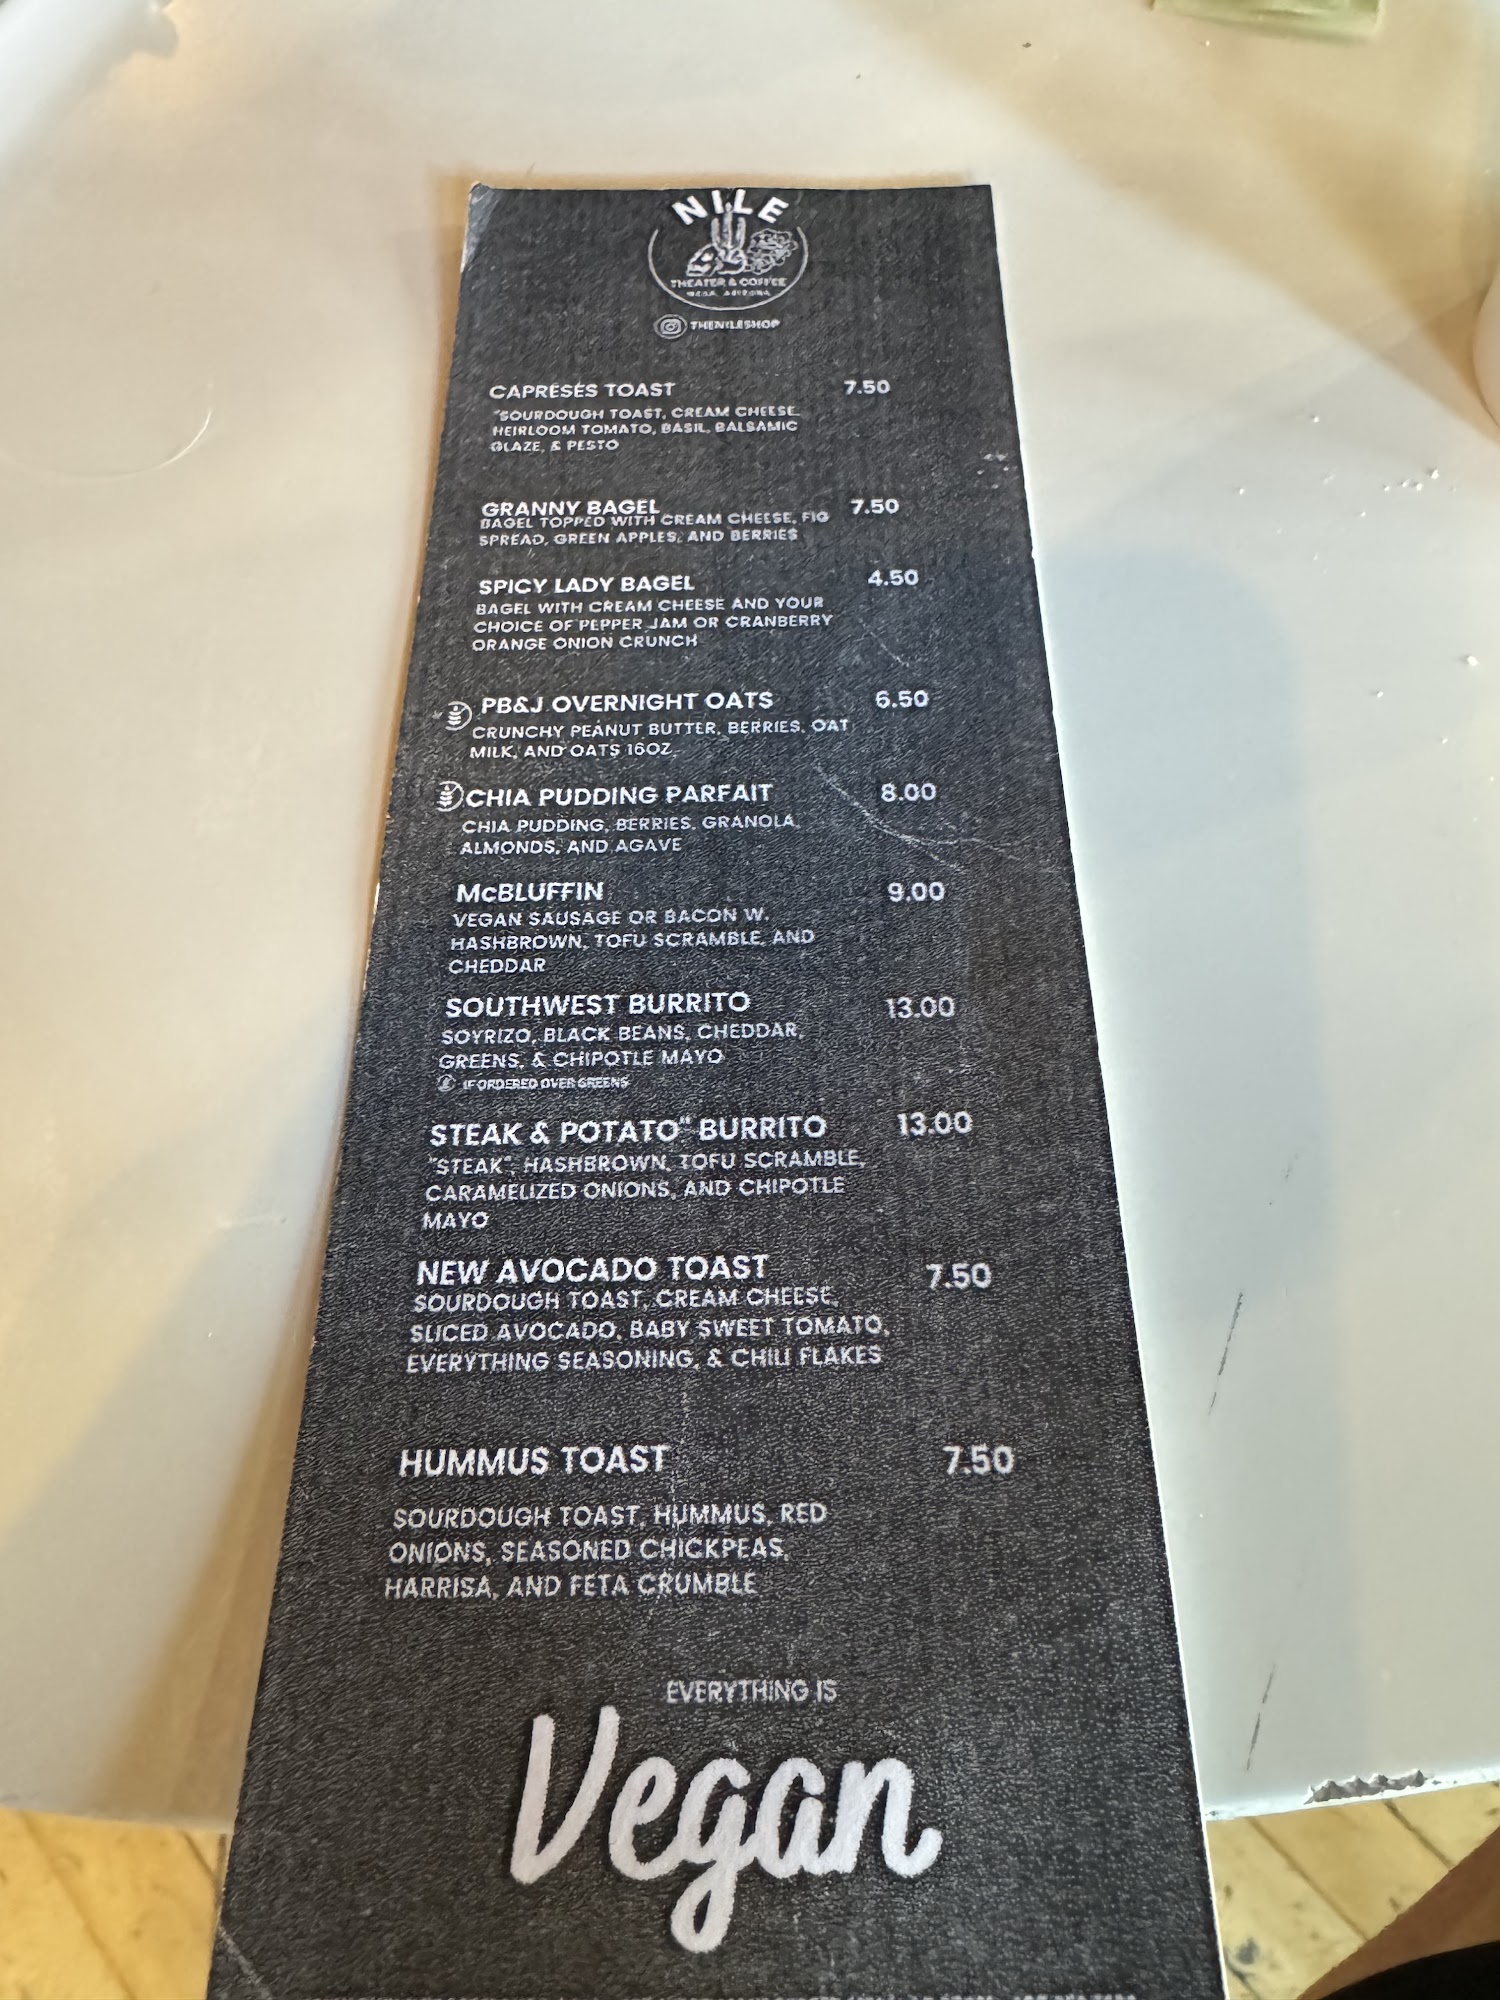 NILE
THEATER & COFFEE
MESA, ARIZONA
THENILESHOP
CAPRESES TOAST 7.50
"SOURDOUGH TOAST, CREAM CHEESE,
HEIRLOOM TOMATO, BASIL, BALSAMIC
GLAZE, & PESTO
GRANNY BAGEL 7.50
BAGEL TOPPED WITH CREAM CHEESE, FIG
SPREAD, GREEN APPLES, AND BERRIES
SPICY LADY BAGEL 4.50
BAGEL WITH CREAM CHEESE AND YOUR
CHOICE OF PEPPER JAM OR CRANBERRY
ORANGE ONION CRUNCH
PB&J OVERNIGHT OATS 6.50
CRUNCHY PEANUT BUTTER, BERRIES, OAT
MILK, AND OATS 16OZ.
CHIA PUDDING PARFAIT 8.00
CHIA PUDDING, BERRIES, GRANOLA,
ALMONDS, AND AGAVE
McBLUFFIN 9.00
VEGAN SAUSAGE OR BACON W.
HASHBROWN, TOFU SCRAMBLE, AND
CHEDDAR
SOUTHWEST BURRITO 13.00
SOYRIZO, BLACK BEANS, CHEDDAR,
GREENS, & CHIPOTLE MAYO
IF ORDERED OVER GREENS
STEAK & POTATO" BURRITO 13.00
"STEAK", HASHBROWN, TOFU SCRAMBLE,
CARAMELIZED ONIONS, AND CHIPOTLE
MAYO
NEW AVOCADO TOAST 7.50
SOURDOUGH TOAST, CREAM CHEESE,
SLICED AVOCADO, BABY SWEET TOMATO,
EVERYTHING SEASONING, & CHILI FLAKES
HUMMUS TOAST 7.50
SOURDOUGH TOAST, HUMMUS, RED
ONIONS, SEASONED CHICKPEAS,
HARRISA, AND FETA CRUMBLE
EVERYTHING IS
Vegan